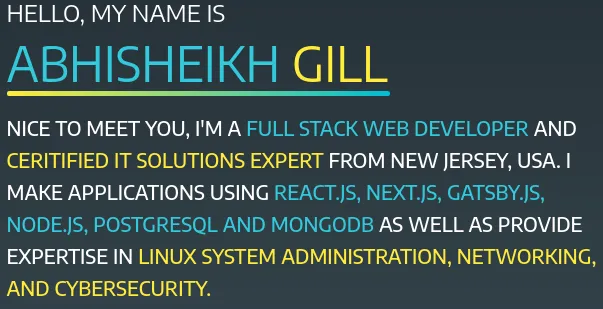 HELLO, MY NAME IS
ABHISHEIKH GILL
NICE TO MEET YOU, I'M A FULL STACK WEB DEVELOPER AND
CERITIFIED IT SOLUTIONS EXPERT FROM NEW JERSEY, USA. I
MAKE APPLICATIONS USING REACT.JS, NEXT.JS, GATSBY.JS,
NODE.JS, POSTGRESQL AND MONGODB AS WELL AS PROVIDE
EXPERTISE IN LINUX SYSTEM ADMINISTRATION, NETWORKING,
AND CYBERSECURITY.